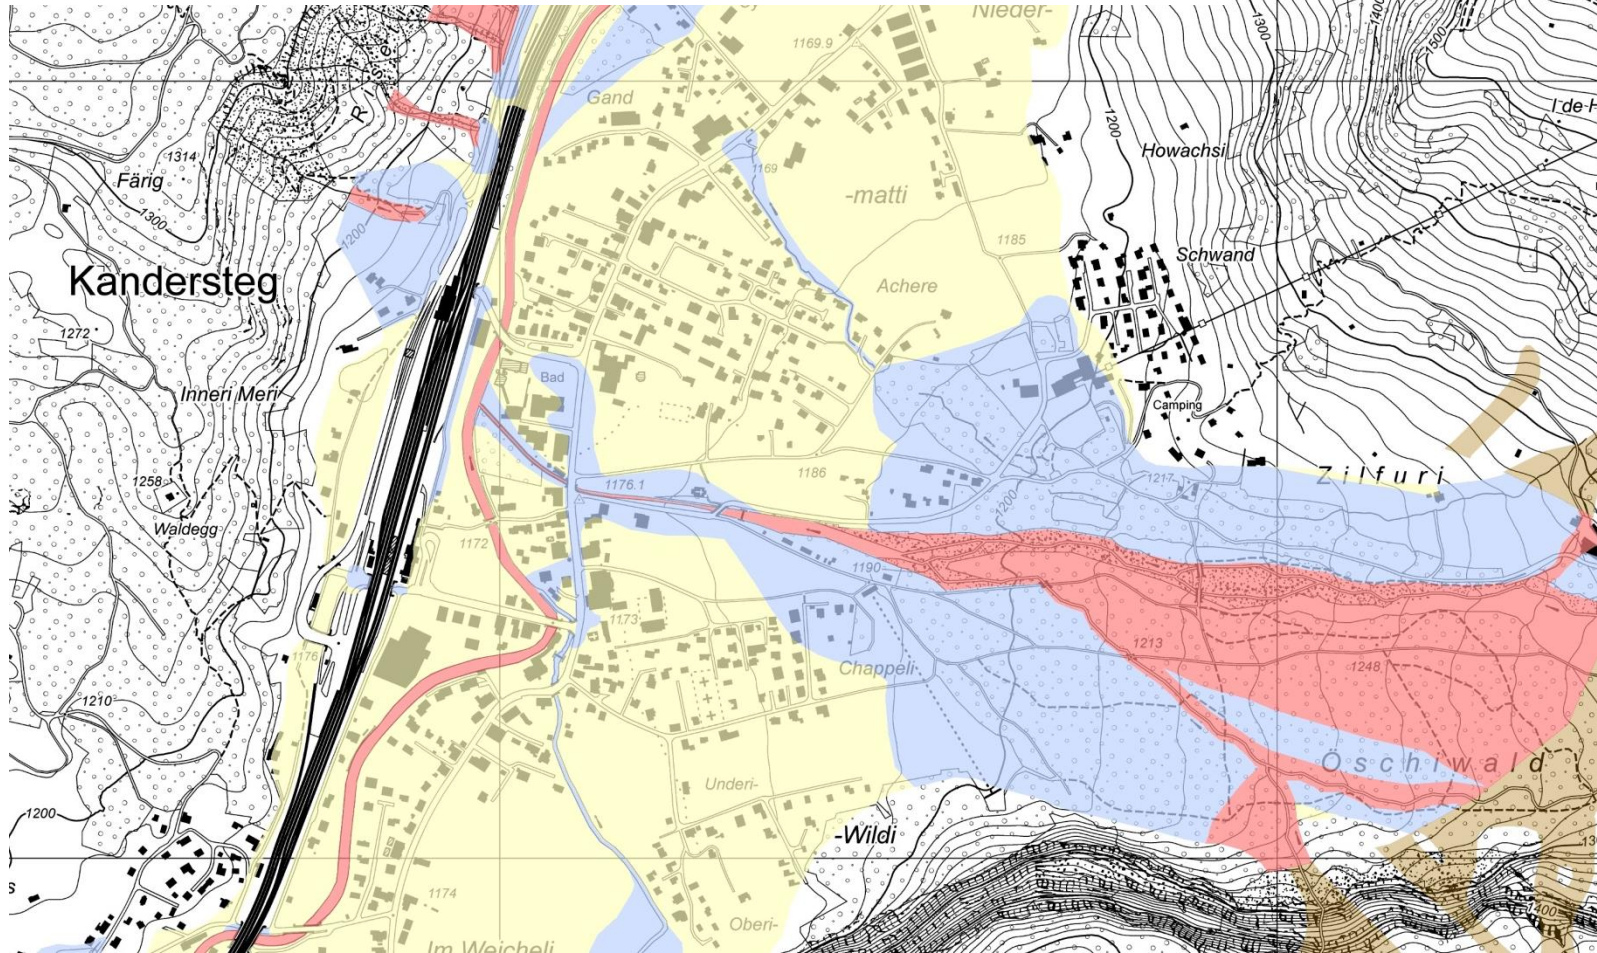 Nieder-
1169.9
1300
1500
Gand
1200
Howachsi
1314
Färig
1169
-matti
1300
1200
1185
Schwand
Kandersteg
Achere
1272
Bad
Inneri Meri
Camping
1186
Zilfuri
1258
1176.1
1217
1200
Waldegg
1172
1190
1173
1213
1176
Chappeli
1248
1210
Öschiwald
Underi-
1200
-Wildi
1174
1400
Oberi-
Im Weicheli